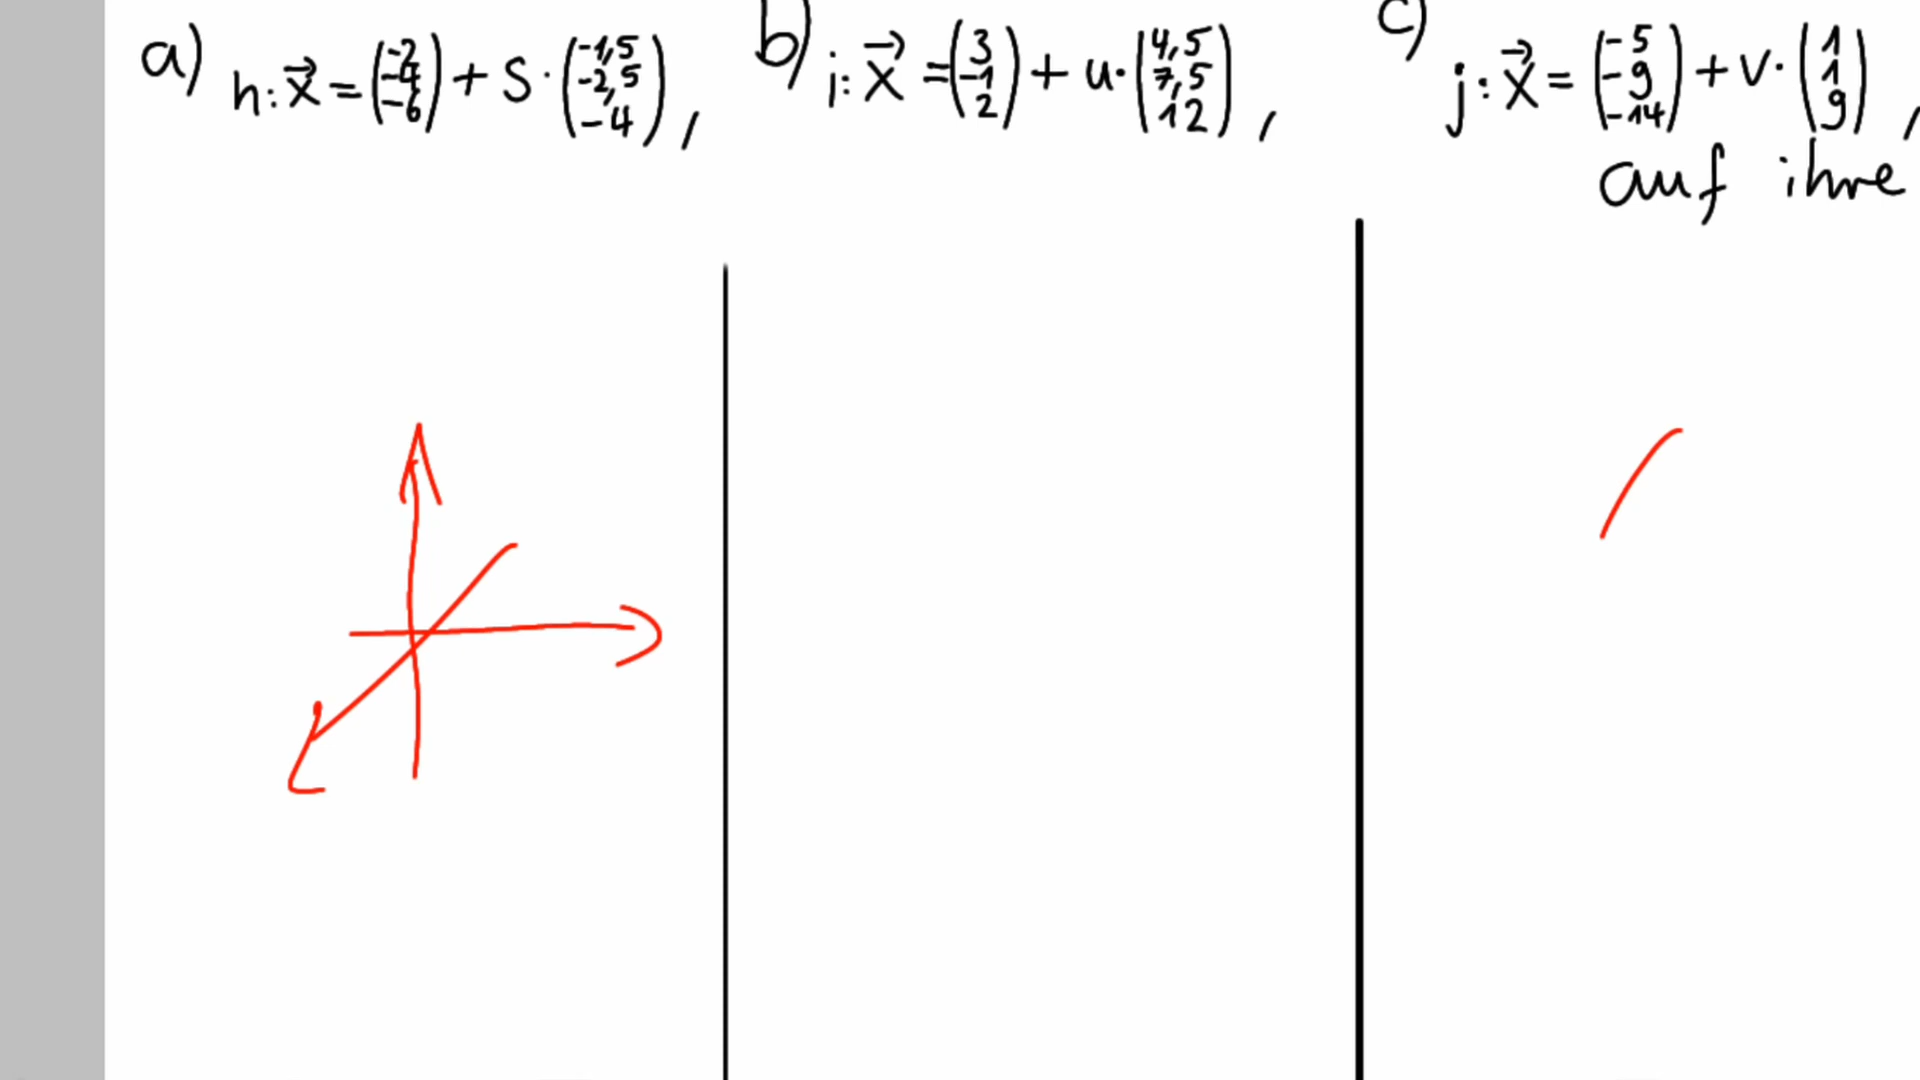 a) h: x⃗ = (-2 -4 -6) + s · (-1,5 -2,5 -4),
b) i: x⃗ = (3 -1 2) + u · (4,5 7,5 12),
c) j: x⃗ = (-5 -9 -14) + v · (1 1 9),
auf ihre